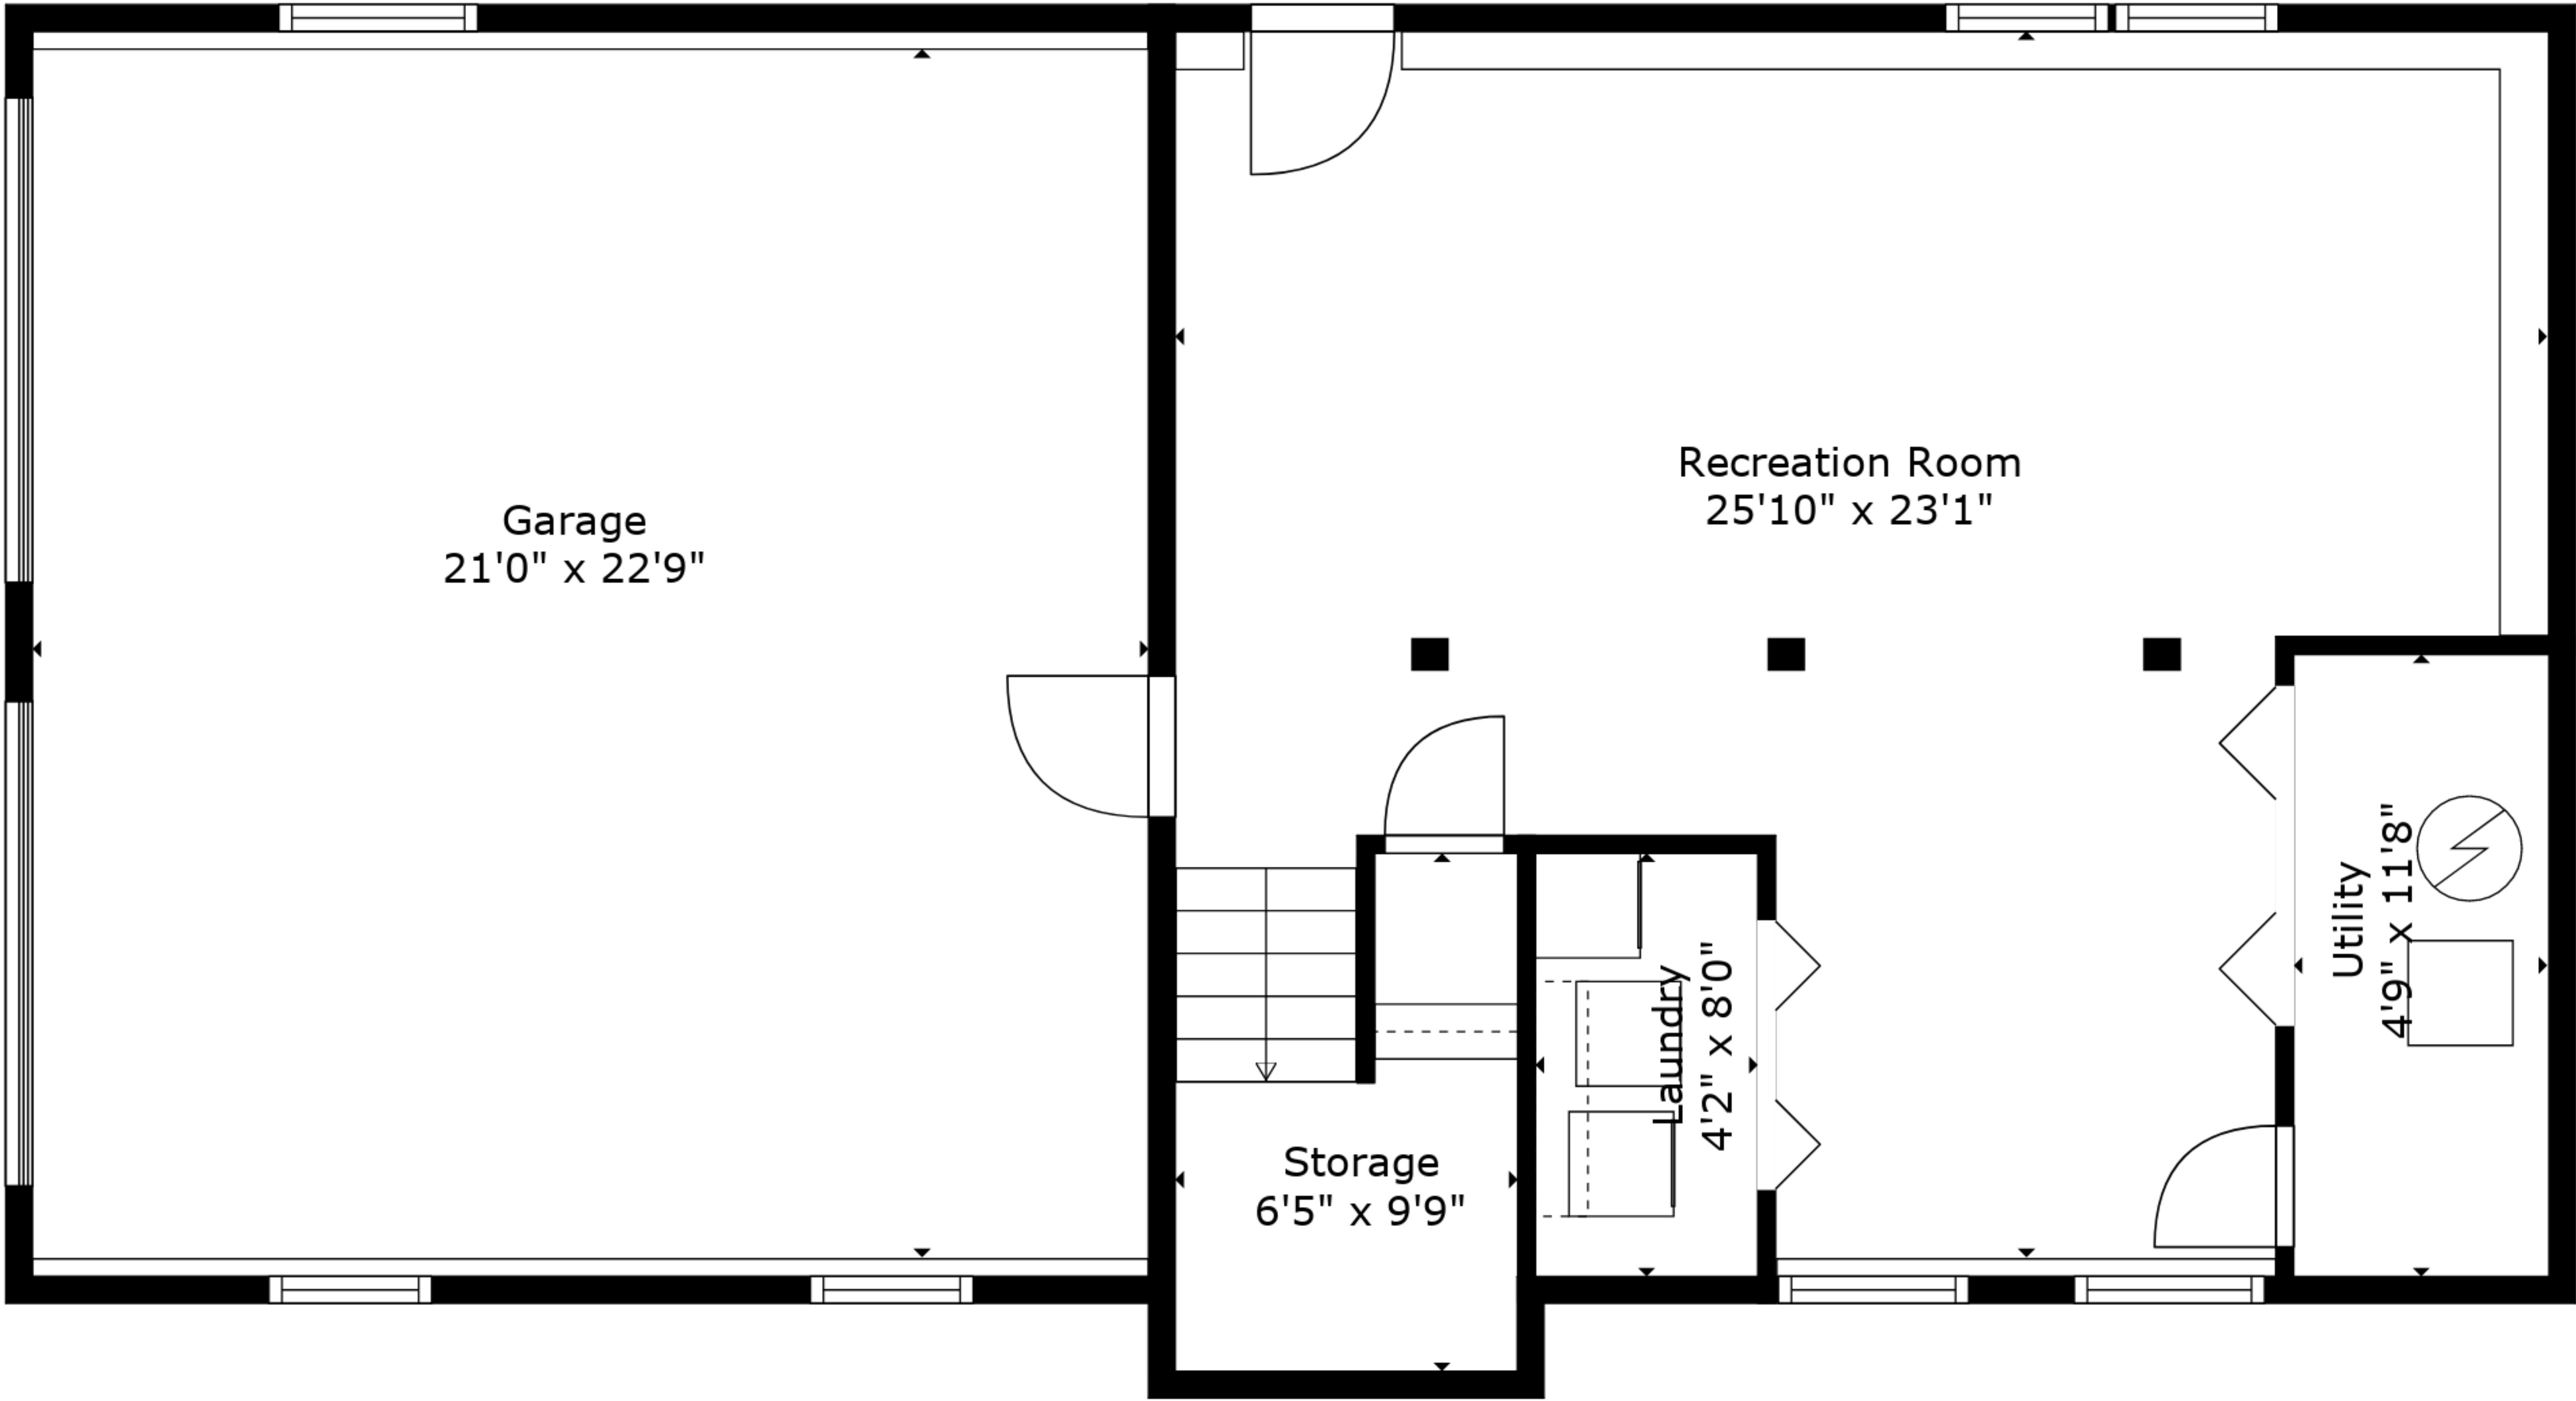 Recreation Room
25'10" x 23'1"
Garage
21'0" x 22'9"
Utility
4'9" x 11'8"
Laundry
4'2" x 8'0"
Storage
6'5" x 9'9"